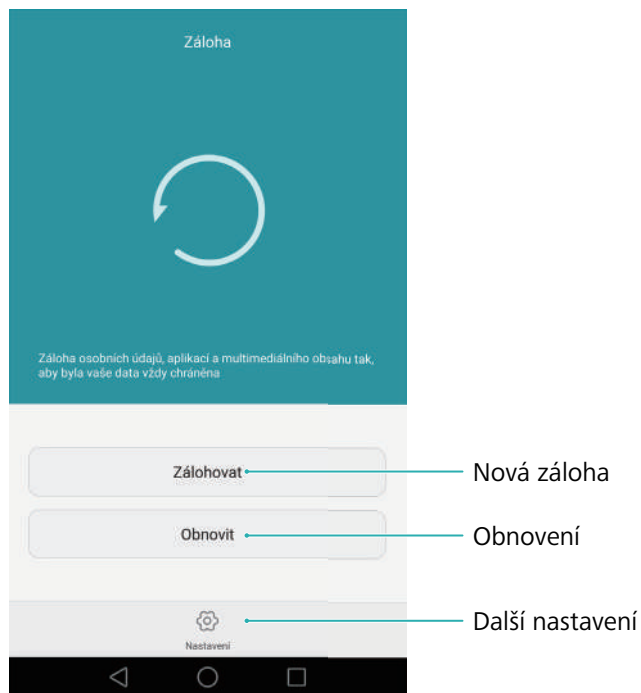 Záloha
Záloha osobních údajů, aplikací a multimediálního obsahu tak,
aby byla vaše data vždy chráněna
Zálohovat
Nová záloha
Obnovit
Obnovení
Nastavení
Další nastavení